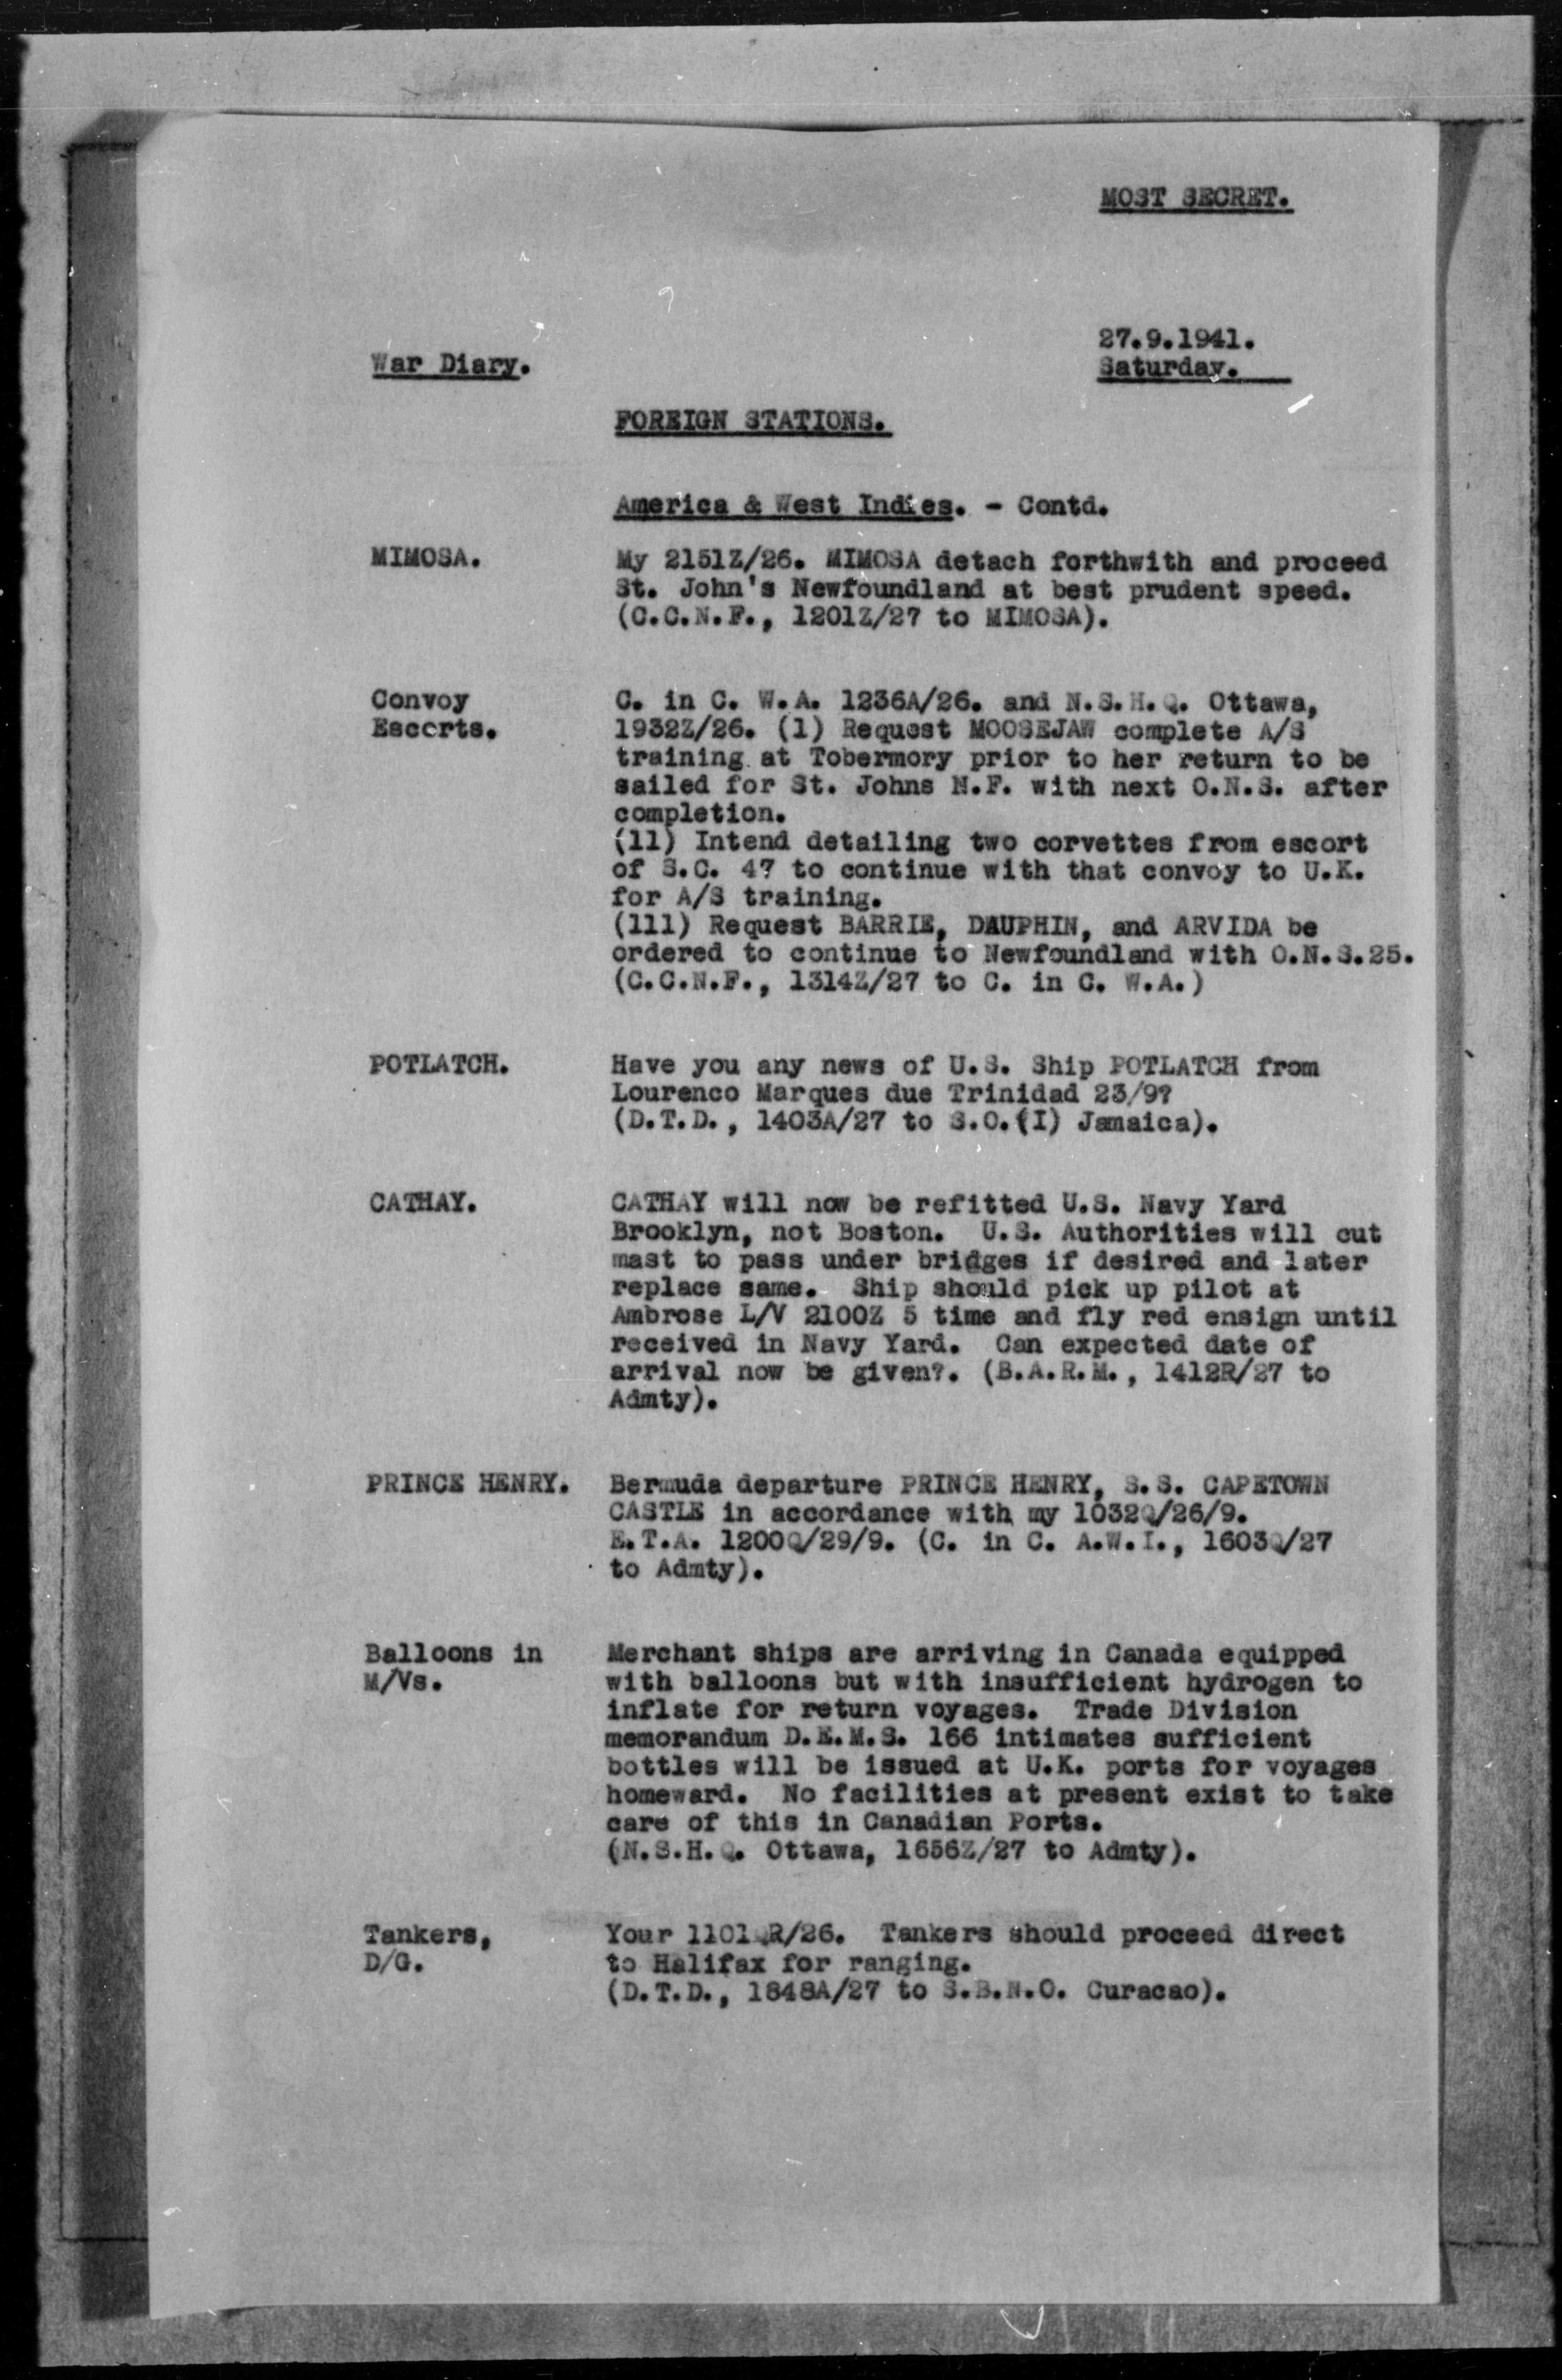 MOST SECRET.
27.9.1941.
War Diary.
Saturday.
FOREIGN STATIONS.
America & West Indies. - Contd.
MIMOSA.
My 2151Z/26. MIMOSA detach forthwith and proceed
St. John's Newfoundland at best prudent speed.
(C.C.N.F., 1201Z/27 to MIMOSA).
Convoy
Escorts.
C. in C. W.A. 1236A/26. and N.S.H.Q. Ottawa,
1932Z/26. (1) Request MOOSEJAW complete A/S
training at Tobermory prior to her return to be
sailed for St. Johns N.F. with next O.N.S. after
completion.
(11) Intend detailing two corvettes from escort
of S.C. 47 to continue with that convoy to U.K.
for A/S training.
(111) Request BARRIE, DAUPHIN, and ARVIDA be
ordered to continue to Newfoundland with O.N.S.25.
(C.C.N.F., 1314Z/27 to C. in C. W.A.)
POTLATCH.
Have you any news of U.S. Ship POTLATCH from
Lourenco Marques due Trinidad 23/9?
(D.T.D., 1403A/27 to S.O.(I) Jamaica).
CATHAY.
CATHAY will now be refitted U.S. Navy Yard
Brooklyn, not Boston. U.S. Authorities will cut
mast to pass under bridges if desired and later
replace same. Ship should pick up pilot at
Ambrose L/V 2100Z 5 time and fly red ensign until
received in Navy Yard. Can expected date of
arrival now be given?. (B.A.R.M., 1412R/27 to
Admty).
PRINCE HENRY.
Bermuda departure PRINCE HENRY, S.S. CAPETOWN
CASTLE in accordance with my 1032Q/26/9.
E.T.A. 1200Q/29/9. (C. in C. A.W.I., 1603Q/27
to Admty).
Balloons in
M/Vs.
Merchant ships are arriving in Canada equipped
with balloons but with insufficient hydrogen to
inflate for return voyages. Trade Division
memorandum D.E.M.S. 166 intimates sufficient
bottles will be issued at U.K. ports for voyages
homeward. No facilities at present exist to take
care of this in Canadian Ports.
(N.S.H.Q. Ottawa, 1656Z/27 to Admty).
Tankers,
D/G.
Your 1101QR/26. Tankers should proceed direct
to Halifax for ranging.
(D.T.D., 1848A/27 to S.B.N.O. Curacao).